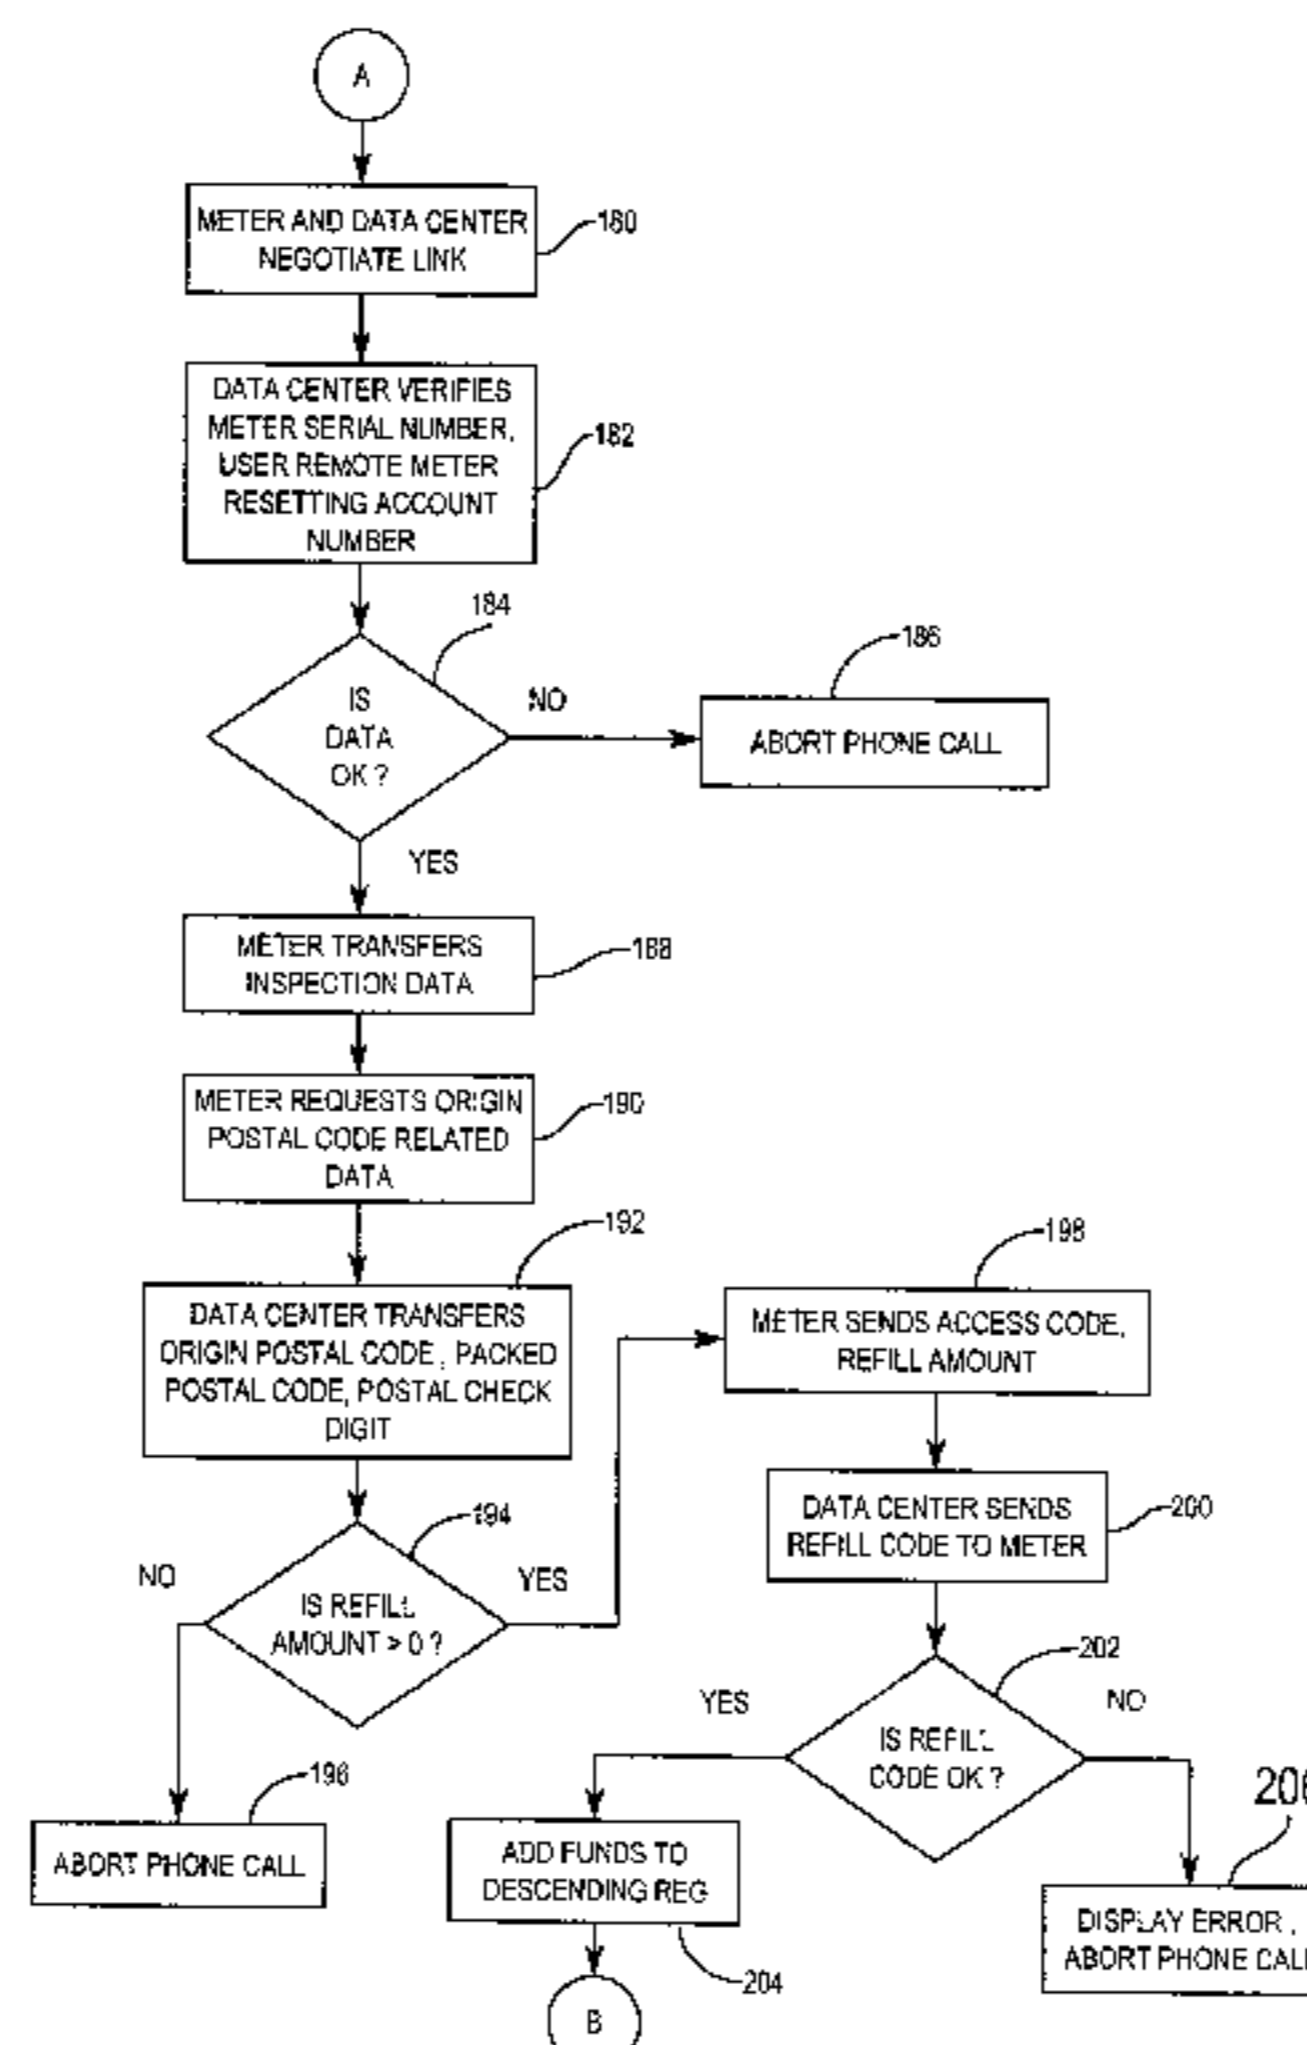 A
METER AND DATA CENTER
NEGOTIATE LINK
180
DATA CENTER VERIFIES
METER SERIAL NUMBER,
USER REMOTE METER
RESETTING ACCOUNT
NUMBER
182
184
IS
DATA
OK ?
NO
186
ABORT PHONE CALL
YES
METER TRANSFERS
INSPECTION DATA
188
METER REQUESTS ORIGIN
POSTAL CODE RELATED
DATA
190
192
DATA CENTER TRANSFERS
ORIGIN POSTAL CODE , PACKED
POSTAL CODE, POSTAL CHECK
DIGIT
198
METER SENDS ACCESS CODE,
REFILL AMOUNT
194
NO
IS REFILL
AMOUNT > 0 ?
YES
DATA CENTER SENDS
REFILL CODE TO METER
200
202
YES
IS REFILL
CODE OK ?
NO
196
ABORT PHONE CALL
ADD FUNDS TO
DESCENDING REG
204
206
DISPLAY ERROR ,
ABORT PHONE CALL
B